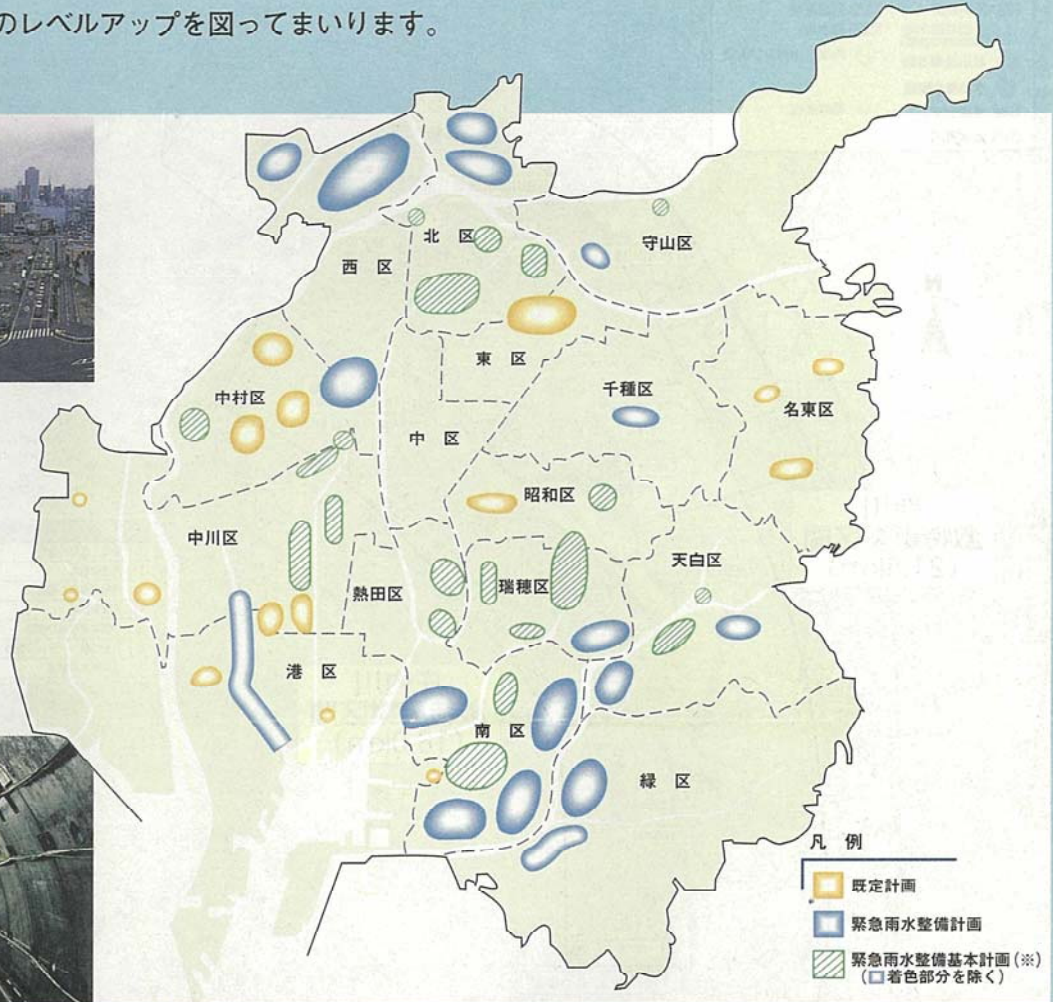 のレベルアップを図ってまいります。
北 区
守山区
西 区
東 区
千種区
中村区
名東区
中 区
昭和区
中川区
天白区
瑞穂区
熱田区
港 区
南 区
緑 区
凡 例
既定計画
緊急雨水整備計画
緊急雨水整備基本計画(※)
(□着色部分を除く)